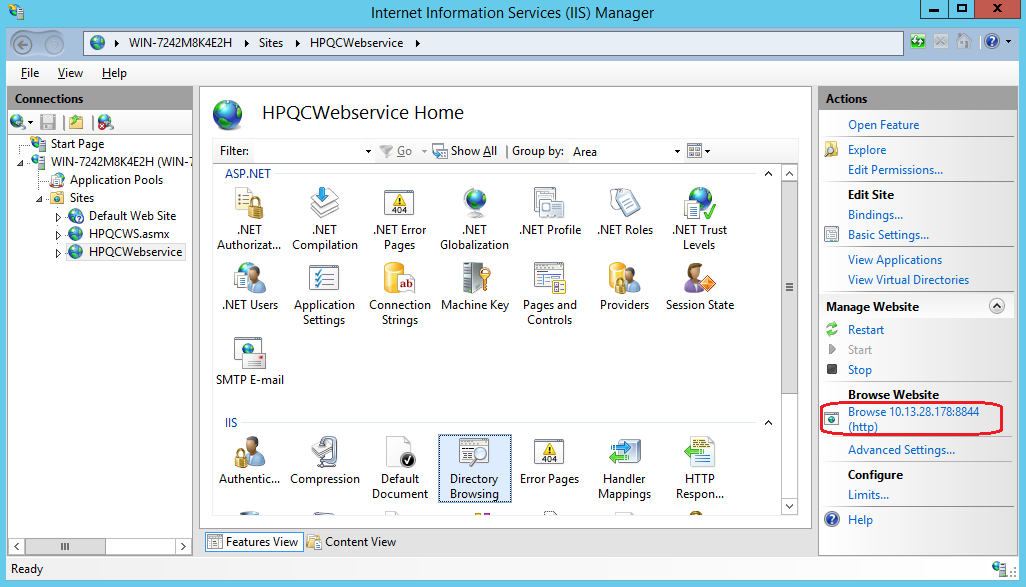 Internet Information Services (IIS) Manager
WIN-7242M8K4E2H
Sites
HPQCWebservice
File
View
Help
Connections
Start Page
WIN-7242M8K4E2H (WIN-7
Application Pools
Sites
Default Web Site
HPQCWS.asmx
HPQCWebservice
HPQCWebservice Home
Filter:
Go
Show All
Group by:
Area
ASP.NET
.NET
Authorizat...
.NET
Compilation
.NET Error
Pages
.NET
Globalization
.NET Profile
.NET Roles
.NET Trust
Levels
.NET Users
Application
Settings
Connection
Strings
Machine Key
Pages and
Controls
Providers
Session State
SMTP E-mail
IIS
Authentic...
Compression
Default
Document
Directory
Browsing
Error Pages
Handler
Mappings
HTTP
Respon...
Features View
Content View
Actions
Open Feature
Explore
Edit Permissions...
Edit Site
Bindings...
Basic Settings...
View Applications
View Virtual Directories
Manage Website
Restart
Start
Stop
Browse Website
Browse 10.13.28.178:8844
(http)
Advanced Settings...
Configure
Limits...
Help
Ready